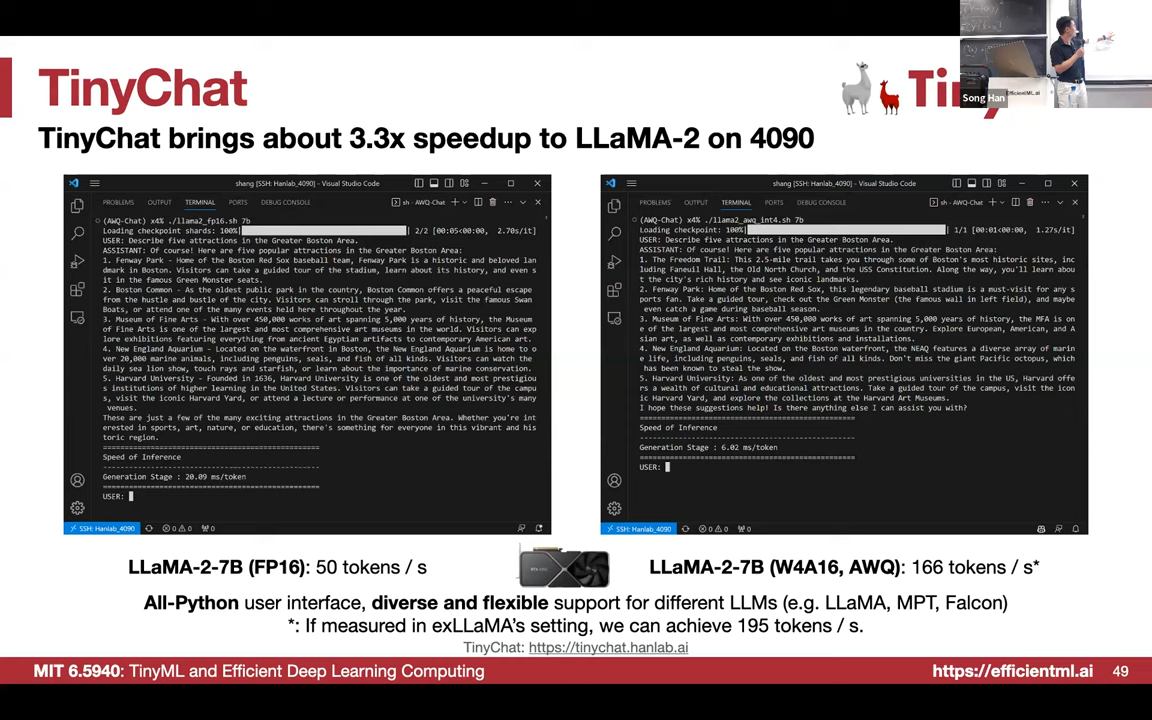 TinyChat
Tiny
Song Han
EfficientML.ai
TinyChat brings about 3.3x speedup to LLaMA-2 on 4090
shang [SSH: Hanlab_4090] - Visual Studio Code
PROBLEMS OUTPUT TERMINAL PORTS DEBUG CONSOLE
sh - AWQ-Chat
(AWQ-Chat) x4% ./llama2_fp16.sh 7b
Loading checkpoint shards: 100%| | 2/2 [00:05<00:00, 2.70s/it]
USER: Describe five attractions in the Greater Boston Area.
ASSISTANT: Of course! Here are five popular attractions in the Greater Boston Area:
1. Fenway Park - Home of the Boston Red Sox baseball team, Fenway Park is a historic and beloved lan
dmark in Boston. Visitors can take a guided tour of the stadium, learn about its history, and even s
it in the famous Green Monster seats.
2. Boston Common - As the oldest public park in the country, Boston Common offers a peaceful escape
from the hustle and bustle of the city. Visitors can stroll through the park, visit the famous Swan
Boats, or attend one of the many events held here throughout the year.
3. Museum of Fine Arts - With over 450,000 works of art spanning 5,000 years of history, the Museum
of Fine Arts is one of the largest and most comprehensive art museums in the world. Visitors can exp
lore exhibitions featuring everything from ancient Egyptian artifacts to contemporary American art.
4. New England Aquarium - Located on the waterfront in Boston, the New England Aquarium is home to o
ver 20,000 marine animals, including penguins, seals, and fish of all kinds. Visitors can watch the
daily sea lion show, touch rays and starfish, or learn about the importance of marine conservation.
5. Harvard University - Founded in 1636, Harvard University is one of the oldest and most prestigiou
s institutions of higher learning in the United States. Visitors can take a guided tour of the campu
s, visit the iconic Harvard Yard, or attend a lecture or performance at one of the university's many
venues.
These are just a few of the many exciting attractions in the Greater Boston Area. Whether you're int
erested in sports, art, nature, or education, there's something for everyone in this vibrant and his
toric region.
Speed of Inference
Generation Stage : 20.09 ms/token
USER:
SSH: Hanlab_4090 0 0 0
shang [SSH: Hanlab_4090] - Visual Studio Code
PROBLEMS OUTPUT TERMINAL PORTS DEBUG CONSOLE
sh - AWQ-Chat
(AWQ-Chat) x4% ./llama2_awq_int4.sh 7b
Loading checkpoint: 100%| | 1/1 [00:01<00:00, 1.27s/it]
USER: Describe five attractions in the Greater Boston Area.
ASSISTANT: Of course! Here are five popular attractions in the Greater Boston Area:
1. The Freedom Trail: This 2.5-mile trail takes you through some of Boston's most historic sites, inc
luding Faneuil Hall, the Old North Church, and the USS Constitution. Along the way, you'll learn abou
t the city's rich history and see iconic landmarks.
2. Fenway Park: Home of the Boston Red Sox, this legendary baseball stadium is a must-visit for any s
ports fan. Take a guided tour, check out the Green Monster (the famous wall in left field), and maybe
even catch a game during baseball season.
3. Museum of Fine Arts: With over 450,000 works of art spanning 5,000 years of history, the MFA is on
e of the largest and most comprehensive art museums in the country. Explore European, American, and A
sian art, as well as contemporary exhibitions and installations.
4. New England Aquarium: Located on the waterfront, the NEAQ features a diverse array of marin
e life, including penguins, seals, and fish of all kinds. Don't miss the giant Pacific octopus, which
has been known to steal the show.
5. Harvard University: As one of the oldest and most prestigious universities in the US, Harvard offe
rs a wealth of cultural and educational attractions. Take a guided tour of the campus, visit the icon
ic Harvard Yard, and explore the collections at the Harvard Art Museums.
I hope these suggestions help! Is there anything else I can assist you with?
Speed of Inference
Generation Stage : 6.02 ms/token
USER:
SSH: Hanlab_4090 0 0 0
LLaMA-2-7B (FP16): 50 tokens / s
LLaMA-2-7B (W4A16, AWQ): 166 tokens / s*
All-Python user interface, diverse and flexible support for different LLMs (e.g. LLaMA, MPT, Falcon)
*: If measured in exLLaMA's setting, we can achieve 195 tokens / s.
TinyChat: https://tinychat.hanlab.ai
MIT 6.5940: TinyML and Efficient Deep Learning Computing
https://efficientml.ai 49